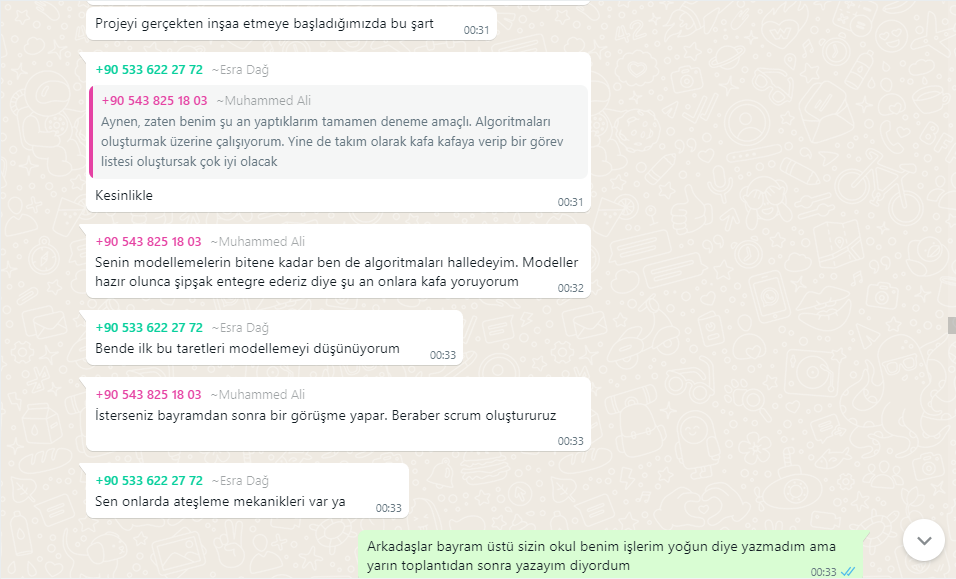 Projeyi gerçekten inşaa etmeye başladığımızda bu şart
00:31
+90 533 622 27 72 ~Esra Dağ
+90 543 825 18 03 ~Muhammed Ali
Aynen, zaten benim şu an yaptıklarım tamamen deneme amaçlı. Algoritmaları
oluşturmak üzerine çalışıyorum. Yine de takım olarak kafa kafaya verip bir görev
listesi oluştursak çok iyi olacak
Kesinlikle
00:31
+90 543 825 18 03 ~Muhammed Ali
Senin modellemelerin bitene kadar ben de algoritmaları halledeyim. Modeller
hazır olunca şipşak entegre ederiz diye şu an onlara kafa yoruyorum
00:32
+90 533 622 27 72 ~Esra Dağ
Bende ilk bu taretleri modellemeyi düşünüyorum
00:33
+90 543 825 18 03 ~Muhammed Ali
İsterseniz bayramdan sonra bir görüşme yapar. Beraber scrum oluştururuz
00:33
+90 533 622 27 72 ~Esra Dağ
Sen onlarda ateşleme mekanikleri var ya
00:33
Arkadaşlar bayram üstü sizin okul benim işlerim yoğun diye yazmadım ama
yarın toplantıdan sonra yazayım diyordum
00:33